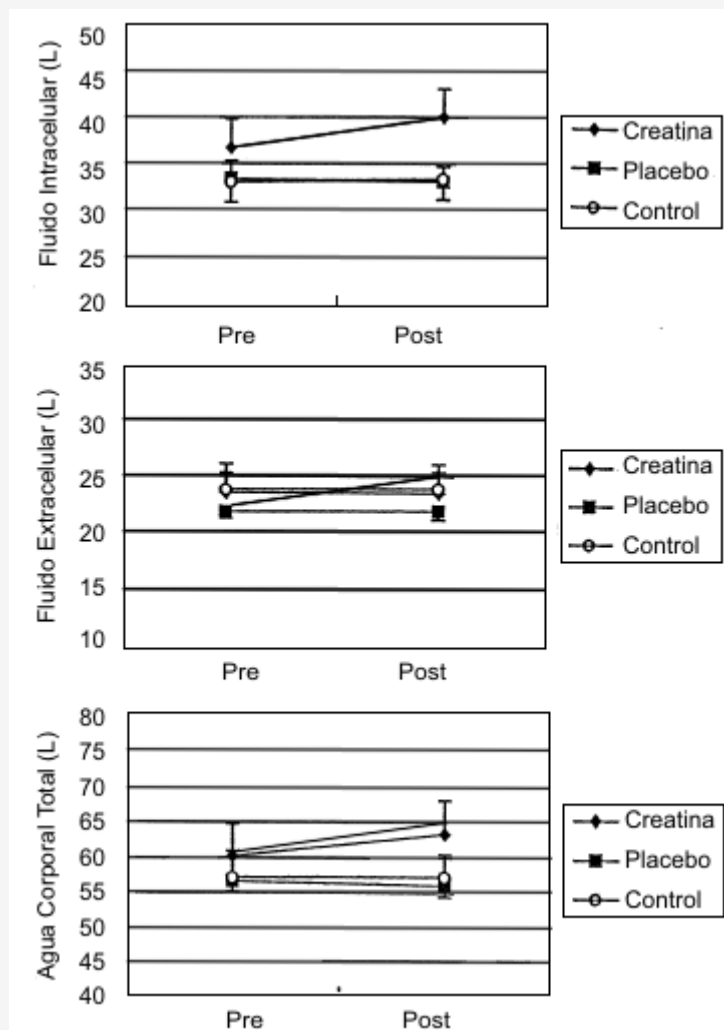 Fluido Intracelular (L)
50
45
40
35
30
25
20
Pre
Post
Creatina
Placebo
Control
Fluido Extracelular (L)
35
30
25
20
15
10
Pre
Post
Creatina
Placebo
Control
Agua Corporal Total (L)
80
75
70
65
60
55
50
45
40
Pre
Post
Creatina
Placebo
Control